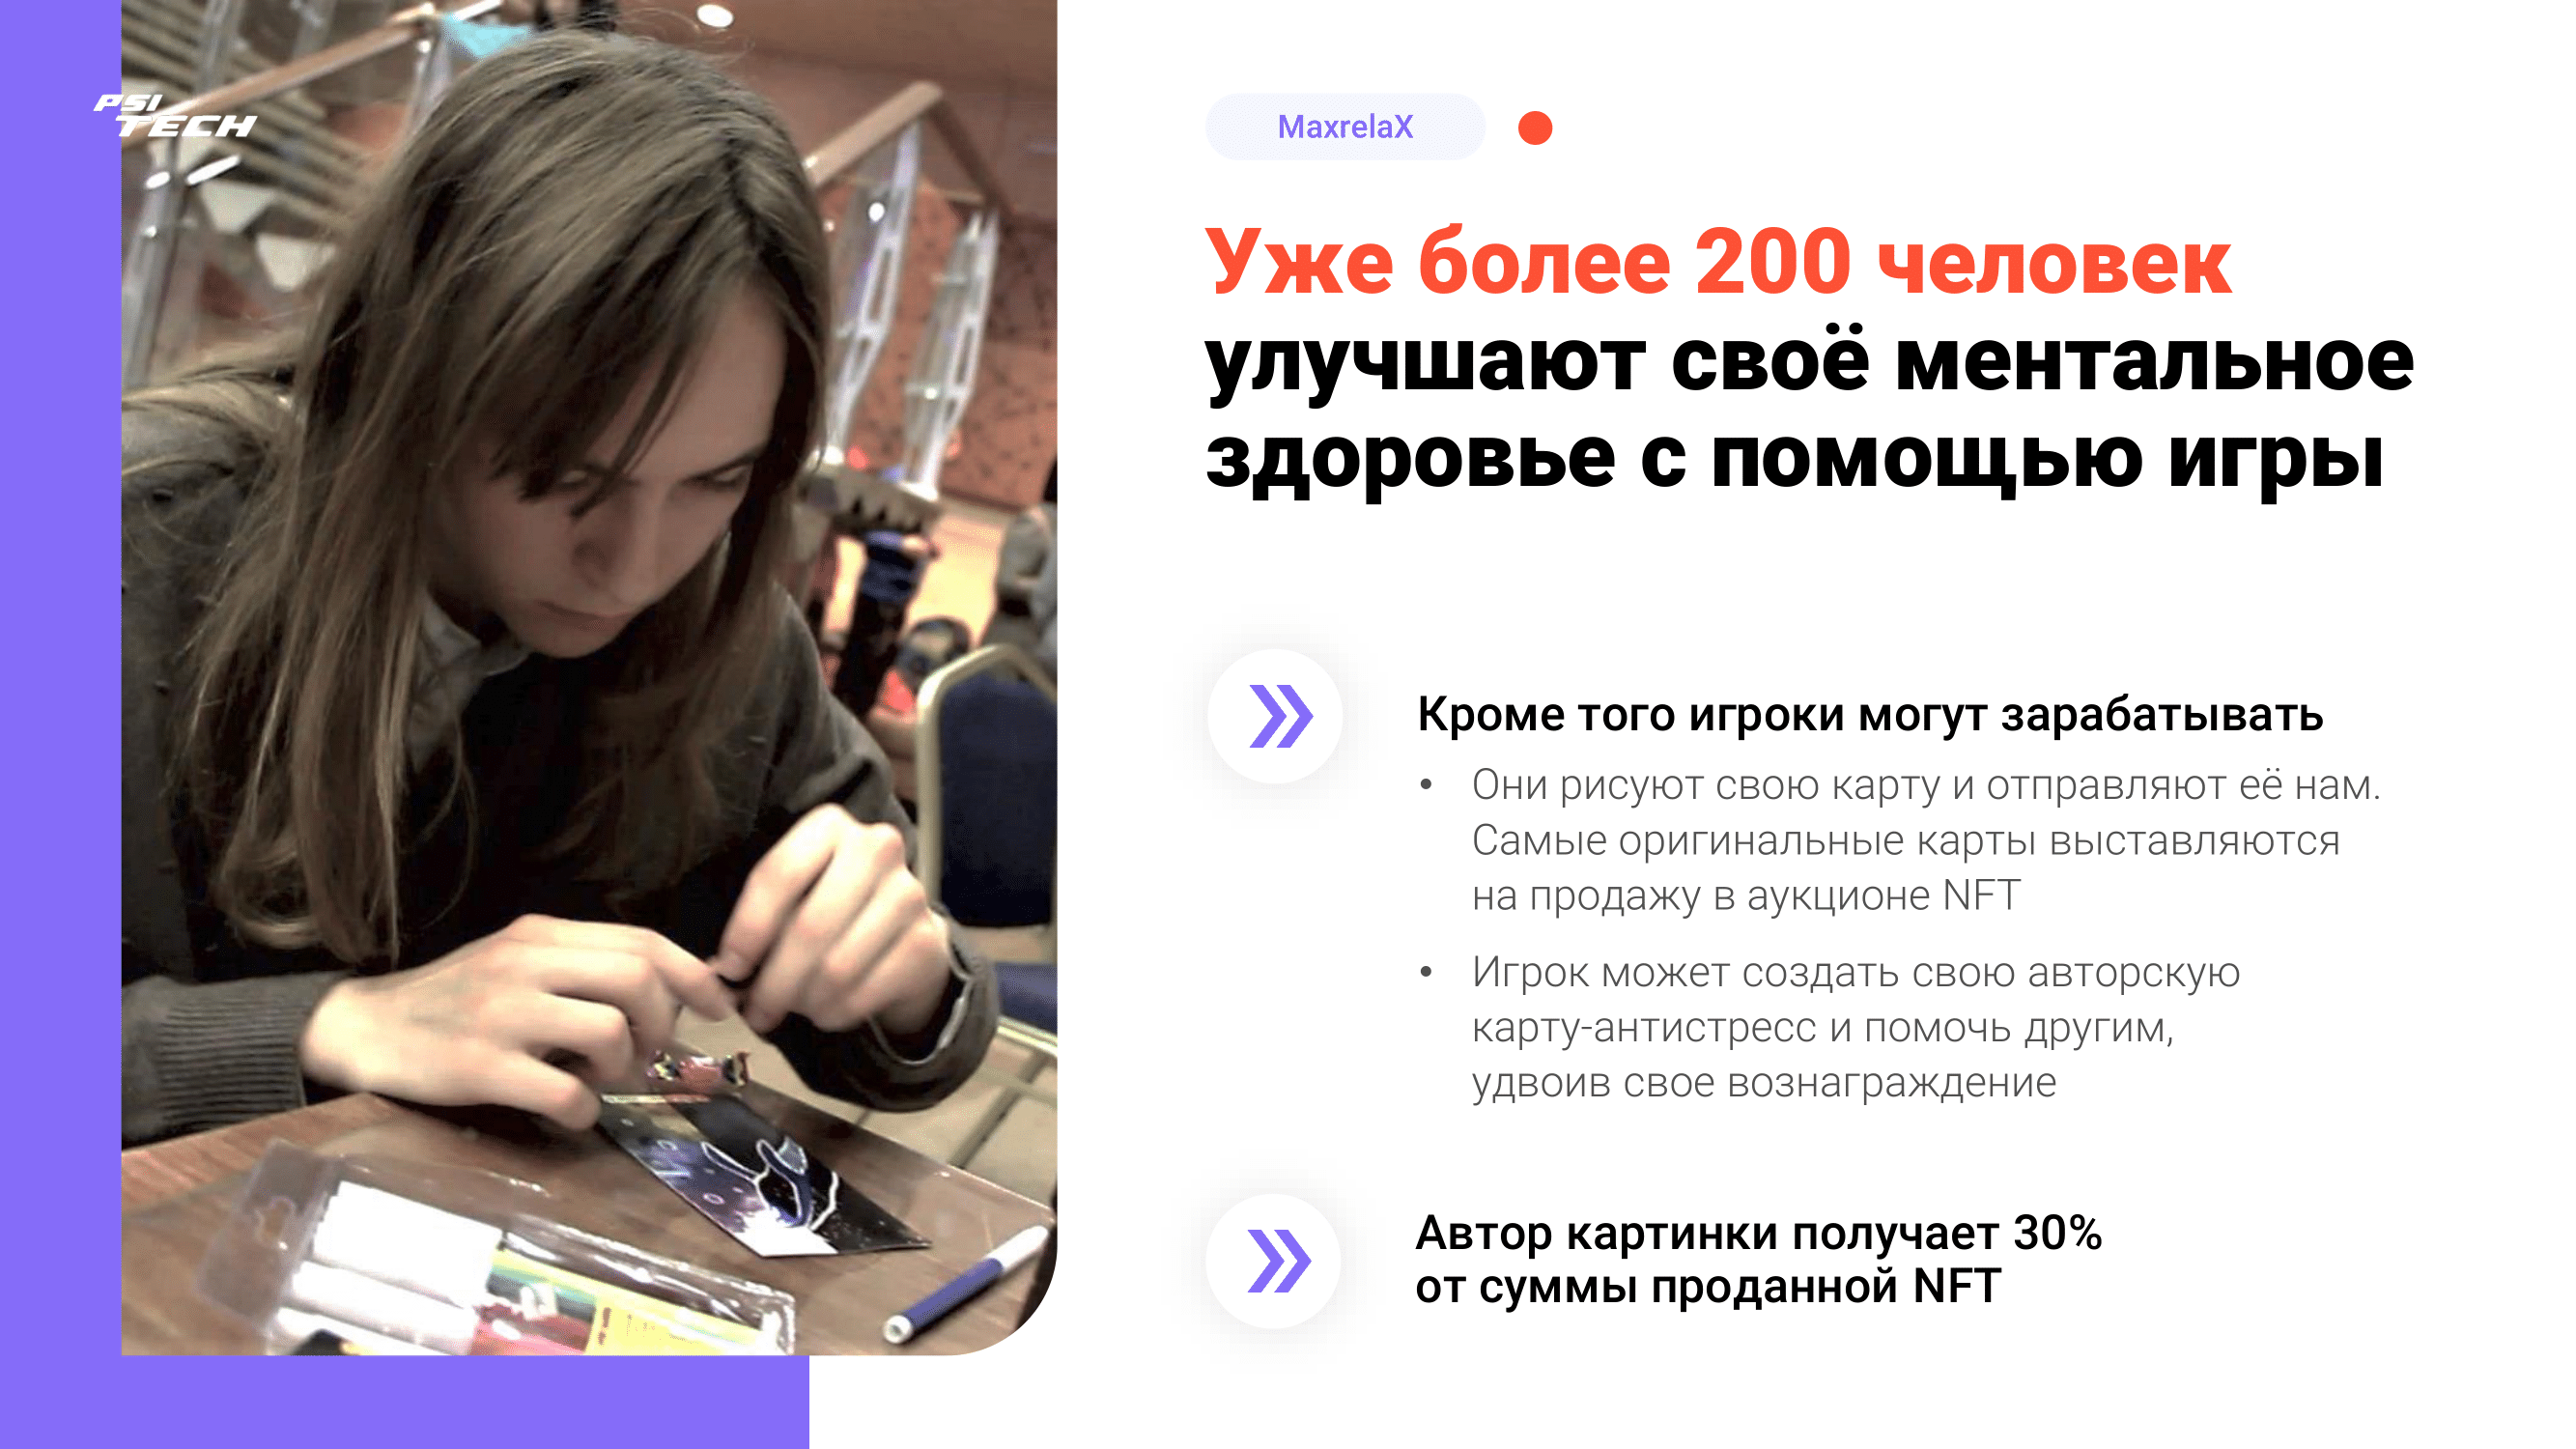 PSI
TECH
MaxrelaX
Уже более 200 человек
улучшают своё ментальное
здоровье с помощью игры
Кроме того игроки могут зарабатывать
• Они рисуют свою карту и отправляют её нам.
Самые оригинальные карты выставляются
на продажу в аукционе NFT
• Игрок может создать свою авторскую
карту-антистресс и помочь другим,
удвоив свое вознаграждение
Автор картинки получает 30%
от суммы проданной NFT